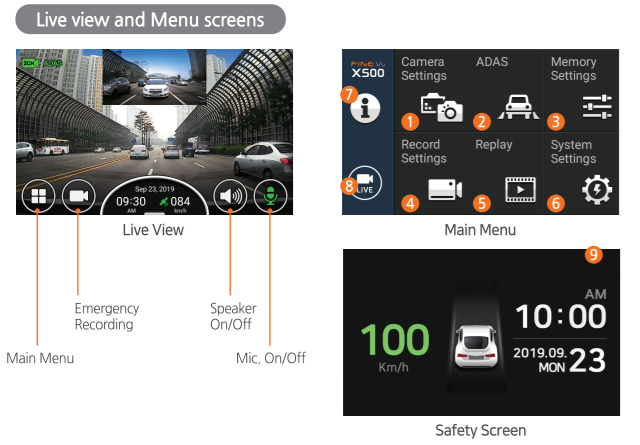 Live view and Menu screens
2CH ADAS
Sep 23, 2019
09:30 084
AM km/h
Live View
Emergency
Recording
Speaker
On/Off
Main Menu
Mic. On/Off
FINEVu
X500
7
8
LIVE
Camera
Settings
1
ADAS
2
Memory
Settings
3
Record
Settings
4
Replay
5
System
Settings
6
Main Menu
9
100
Km/h
AM
10:00
2019.09.
MON 23
Safety Screen